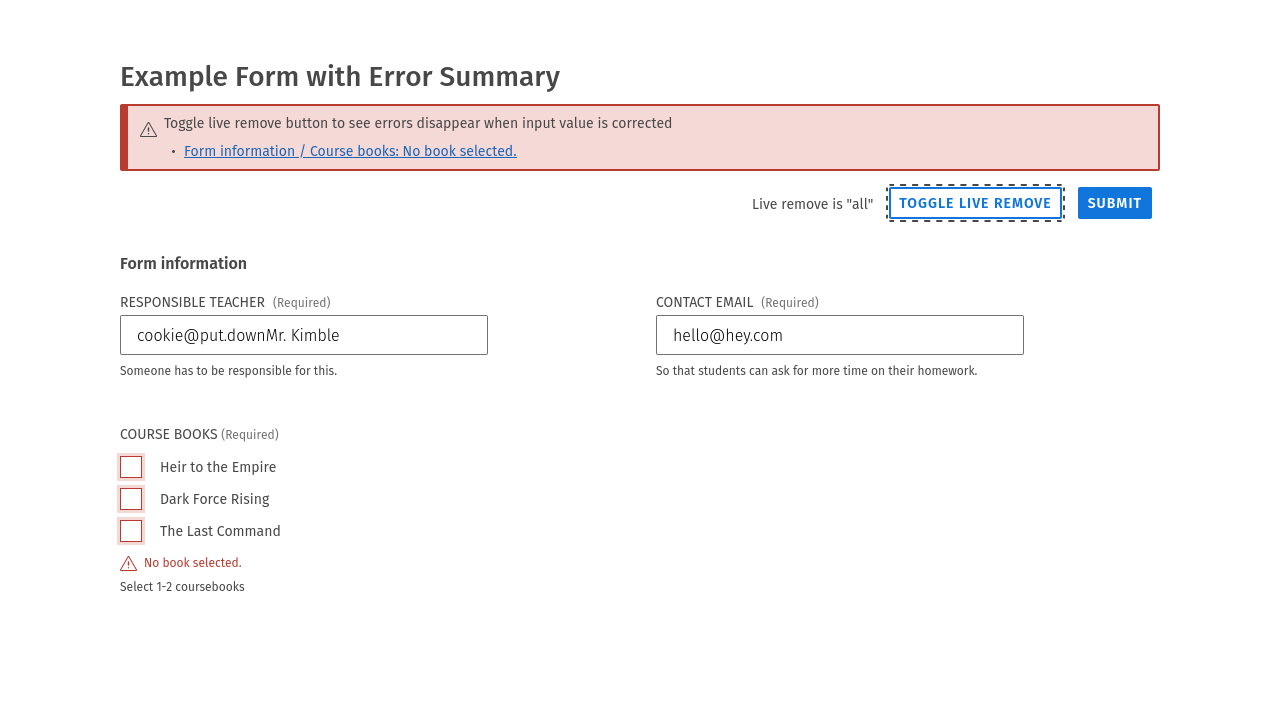 Example Form with Error Summary
Toggle live remove button to see errors disappear when input value is corrected
• Form information / Course books: No book selected.
Live remove is "all" TOGGLE LIVE REMOVE SUBMIT
Form information
RESPONSIBLE TEACHER (Required)
cookie@put.downMr. Kimble
Someone has to be responsible for this.
CONTACT EMAIL (Required)
hello@hey.com
So that students can ask for more time on their homework.
COURSE BOOKS (Required)
Heir to the Empire
Dark Force Rising
The Last Command
No book selected.
Select 1-2 coursebooks